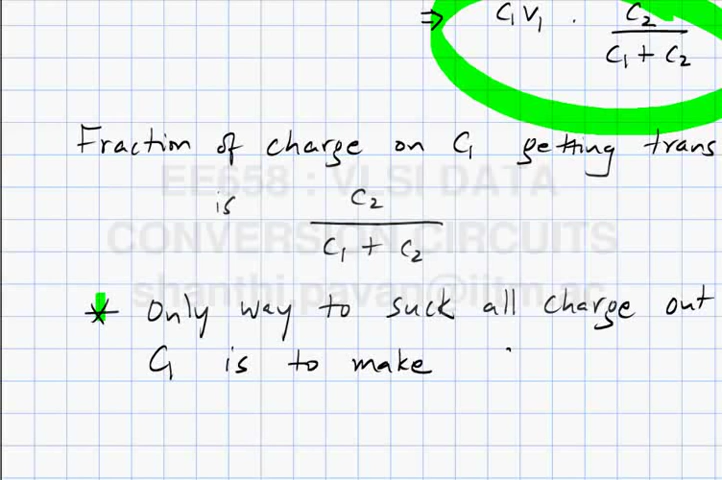 ⇒ C₁V₁ · C₂ / (C₁ + C₂)
Fraction of charge on C₁ getting trans
is C₂ / (C₁ + C₂)
* Only way to suck all charge out
C₁ is to make
EE658 : VLSI DATA
CONVERSION CIRCUITS
shanthi.pavan@iitm.ac